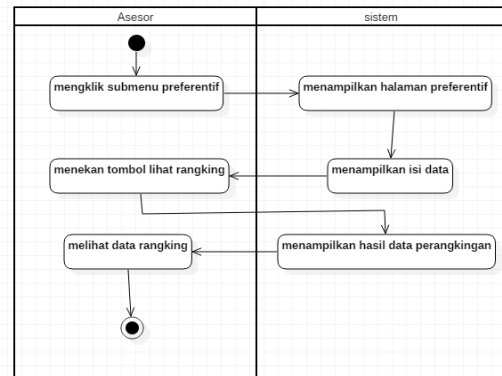 Asesor
sistem
mengklik submenu preferentif
menampilkan halaman preferentif
menekan tombol lihat rangking
menampilkan isi data
melihat data rangking
menampilkan hasil data perangkingan